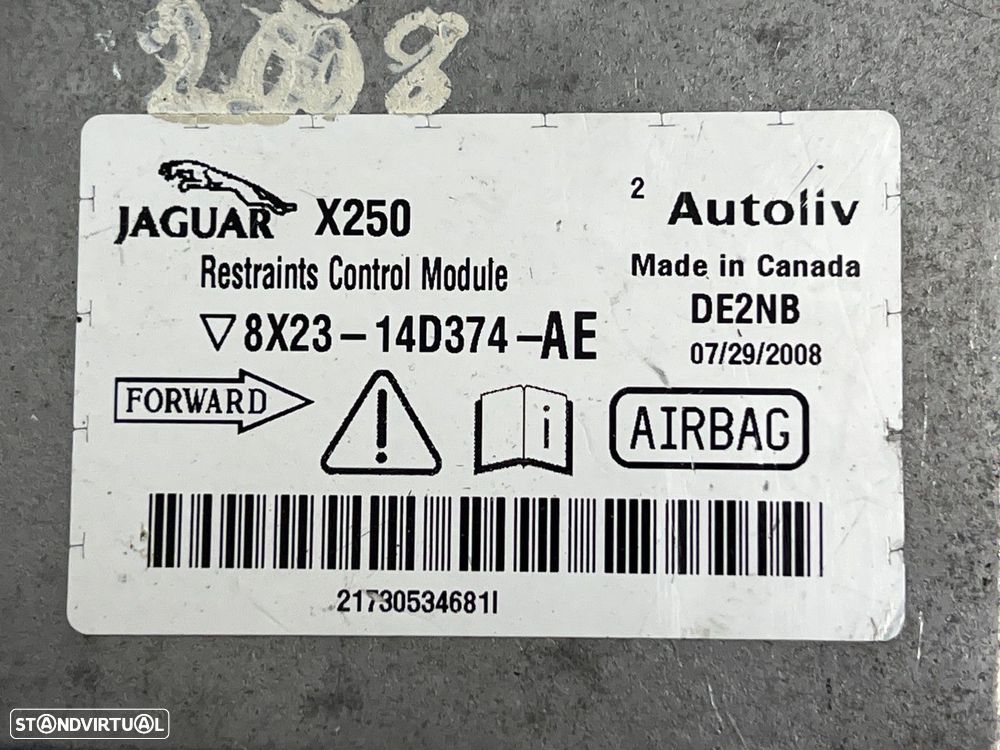 2008
JAGUAR X250
2 Autoliv
Restraints Control Module
Made in Canada
8X23-14D374-AE
DE2NB
07/29/2008
FORWARD
i
AIRBAG
21730534681I
STANDVIRTUAL